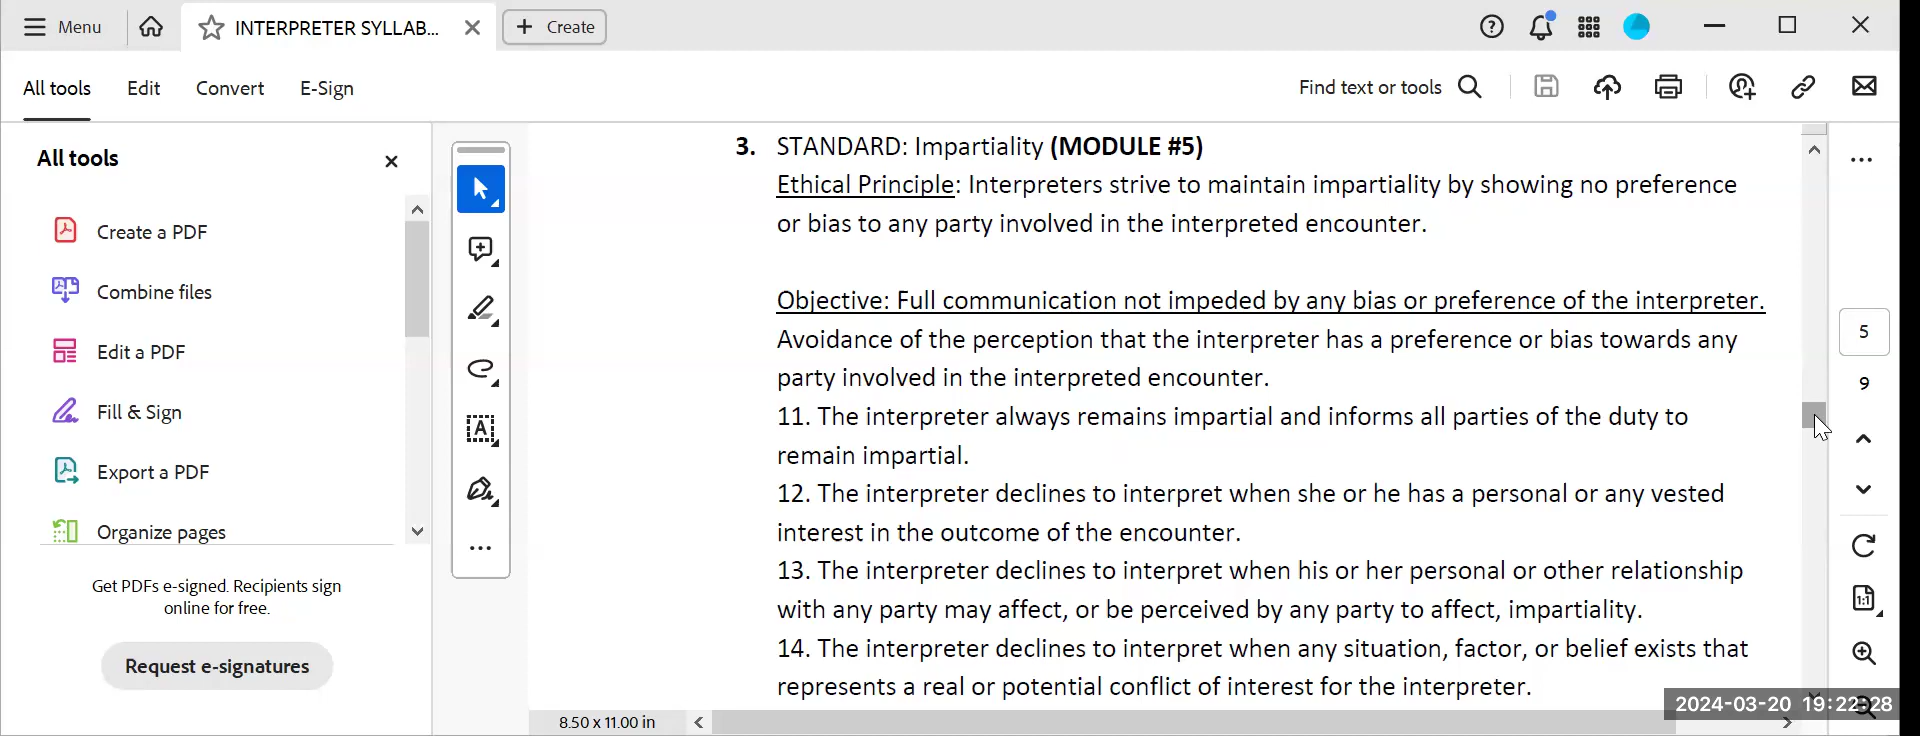 Menu
INTERPRETER SYLLAB...
Create
All tools
Edit
Convert
E-Sign
Find text or tools
All tools
Create a PDF
Combine files
Edit a PDF
Fill & Sign
Export a PDF
Organize pages
Get PDFs e-signed. Recipients sign
online for free.
Request e-signatures
3. STANDARD: Impartiality (MODULE #5)
Ethical Principle: Interpreters strive to maintain impartiality by showing no preference
or bias to any party involved in the interpreted encounter.
Objective: Full communication not impeded by any bias or preference of the interpreter.
Avoidance of the perception that the interpreter has a preference or bias towards any
party involved in the interpreted encounter.
11. The interpreter always remains impartial and informs all parties of the duty to
remain impartial.
12. The interpreter declines to interpret when she or he has a personal or any vested
interest in the outcome of the encounter.
13. The interpreter declines to interpret when his or her personal or other relationship
with any party may affect, or be perceived by any party to affect, impartiality.
14. The interpreter declines to interpret when any situation, factor, or belief exists that
represents a real or potential conflict of interest for the interpreter.
8.50 x 11.00 in
5
9
1:1
2024-03-20 19:22:28